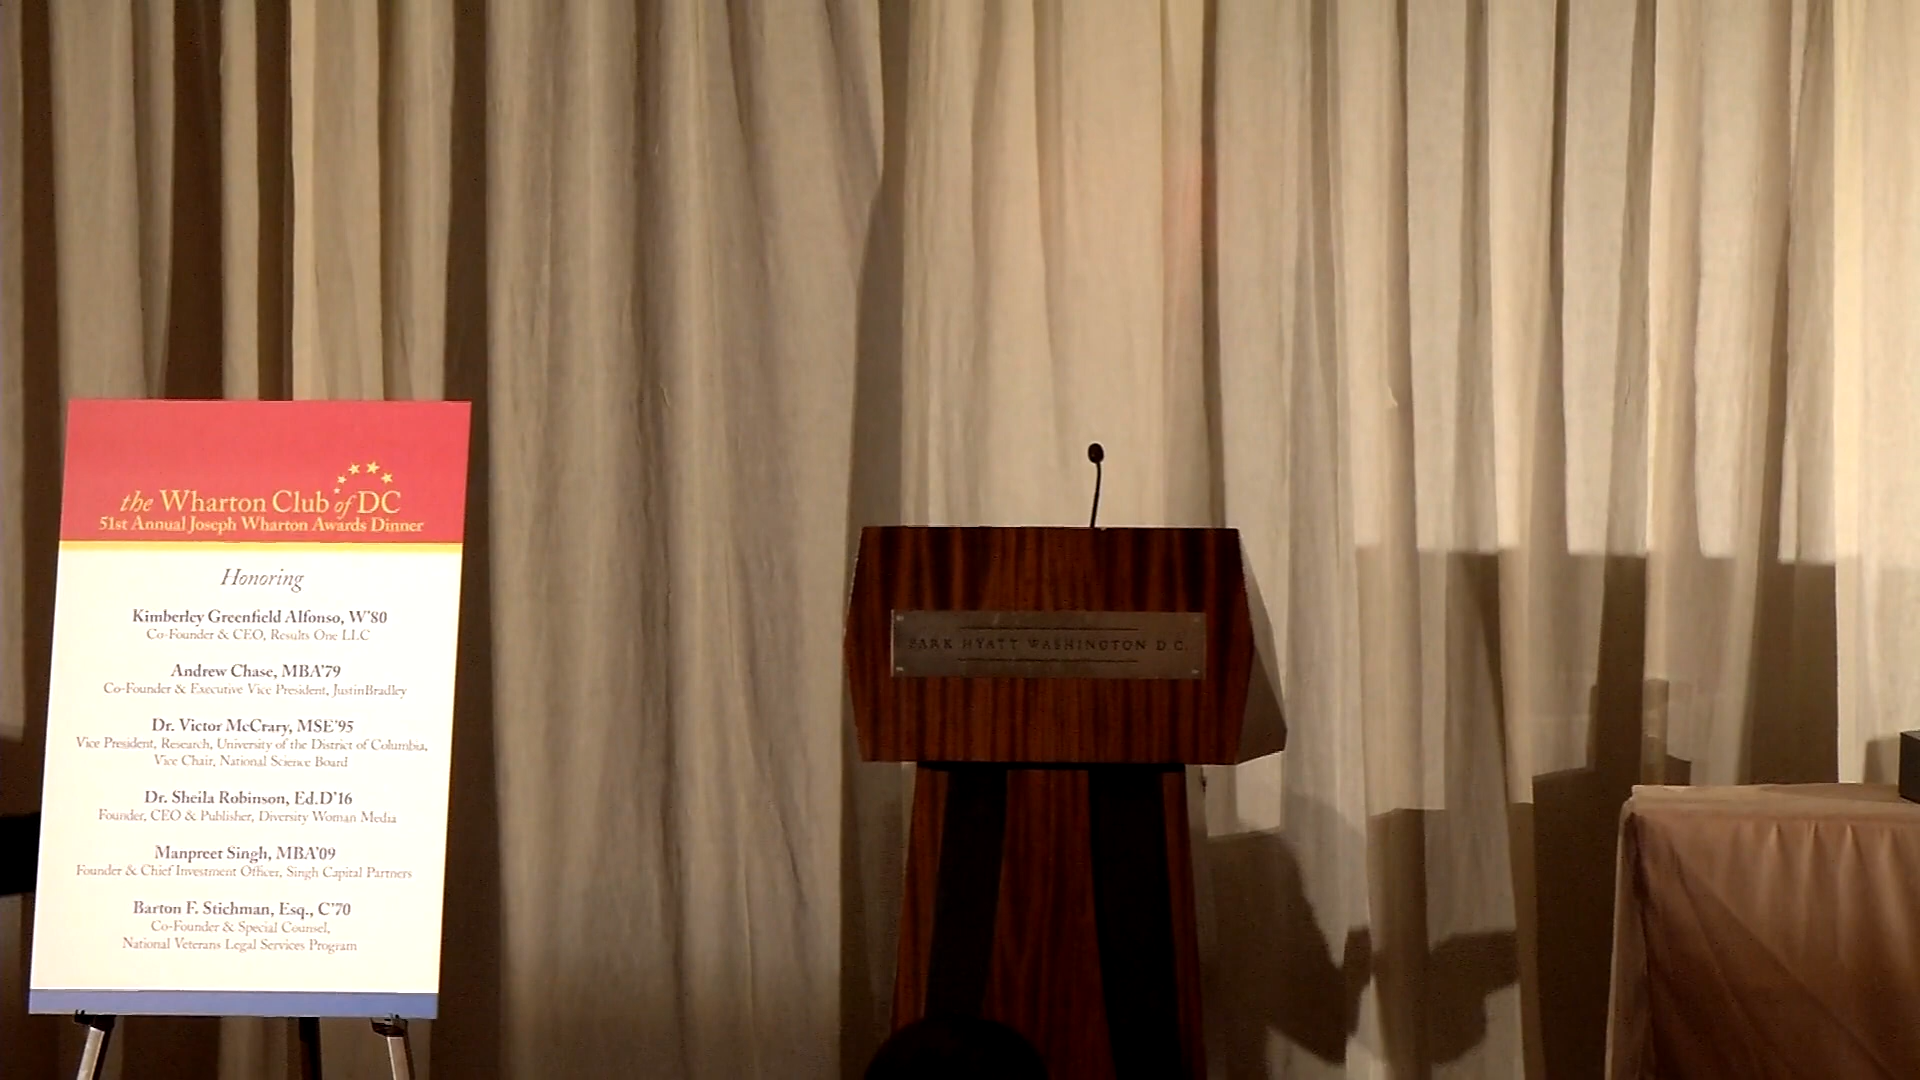 the Wharton Club of DC
51st Annual Joseph Wharton Awards Dinner
Honoring
Kimberley Greenfield Alfonso, W'80
Co-Founder & CEO, Results One LLC
Andrew Chase, MBA'79
Co-Founder & Executive Vice President, JustinBradley
Dr. Victor McCrary, MSE'95
Vice President, Research, University of the District of Columbia,
Vice Chair, National Science Board
Dr. Sheila Robinson, Ed.D'16
Founder, CEO & Publisher, Diversity Woman Media
Manpreet Singh, MBA'09
Founder & Chief Investment Officer, Singh Capital Partners
Barton F. Stichman, Esq., C'70
Co-Founder & Special Counsel,
National Veterans Legal Services Program
PARK HYATT WASHINGTON D.C.